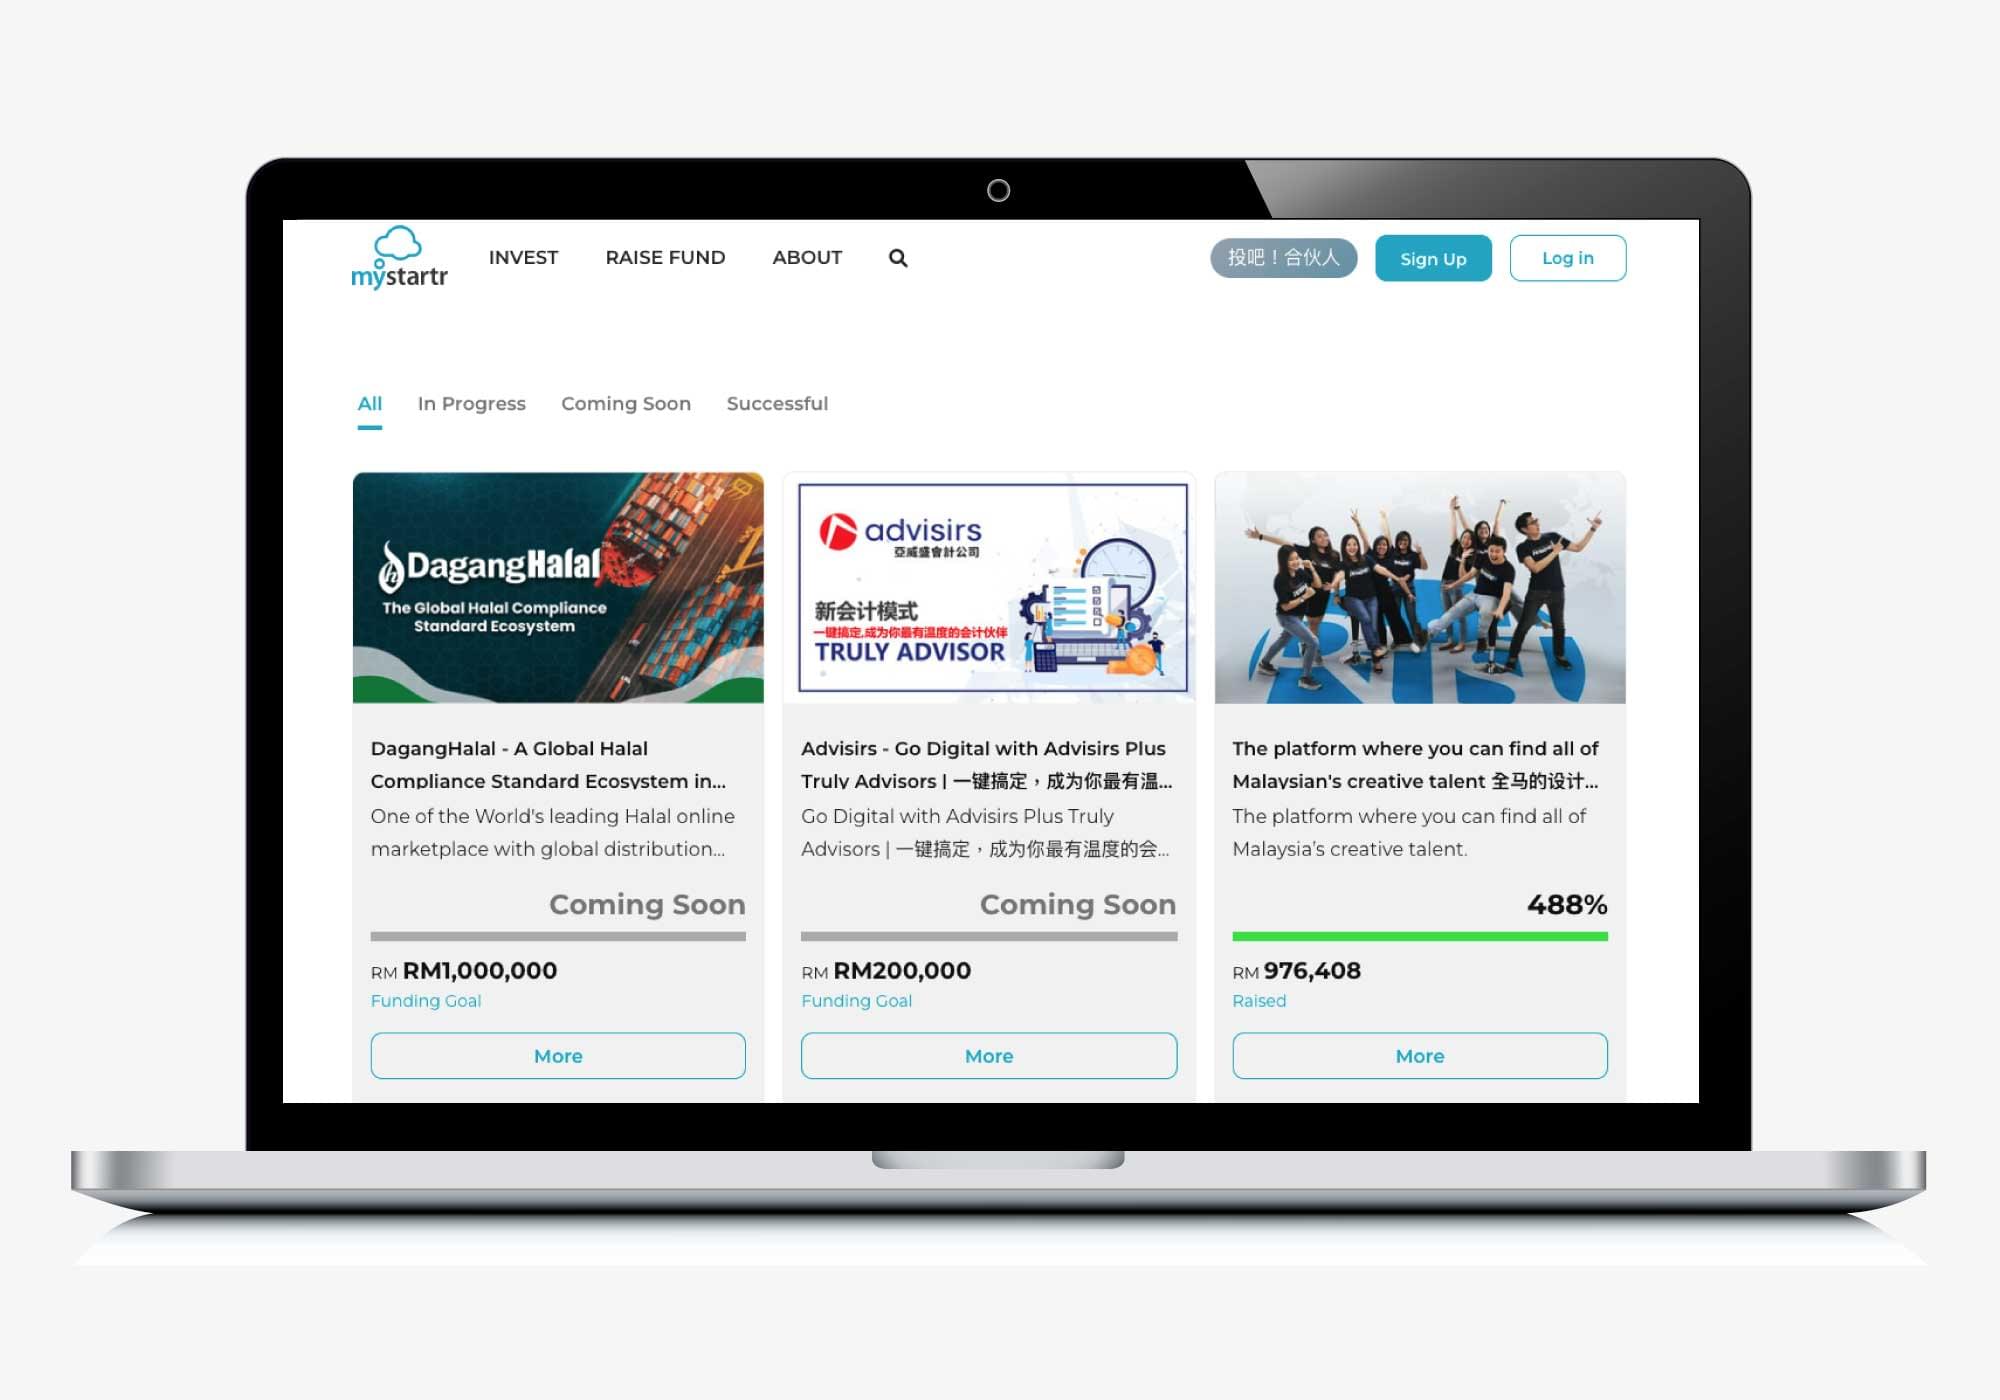 mystartr
INVEST
RAISE FUND
ABOUT
投吧！合伙人
Sign Up
Log in
All
In Progress
Coming Soon
Successful
DagangHalal
The Global Halal Compliance
Standard Ecosystem
DagangHalal - A Global Halal
Compliance Standard Ecosystem in...
One of the World's leading Halal online
marketplace with global distribution...
Coming Soon
RM RM1,000,000
Funding Goal
More
advisirs
亞威盛會計公司
新会计模式
一键搞定,成为你最有温度的会计伙伴
TRULY ADVISOR
Advisirs - Go Digital with Advisirs Plus
Truly Advisors | 一键搞定，成为你最有温...
Go Digital with Advisirs Plus Truly
Advisors | 一键搞定，成为你最有温度的会...
Coming Soon
RM RM200,000
Funding Goal
More
The platform where you can find all of
Malaysian's creative talent 全马的设计...
The platform where you can find all of
Malaysia’s creative talent.
488%
RM 976,408
Raised
More